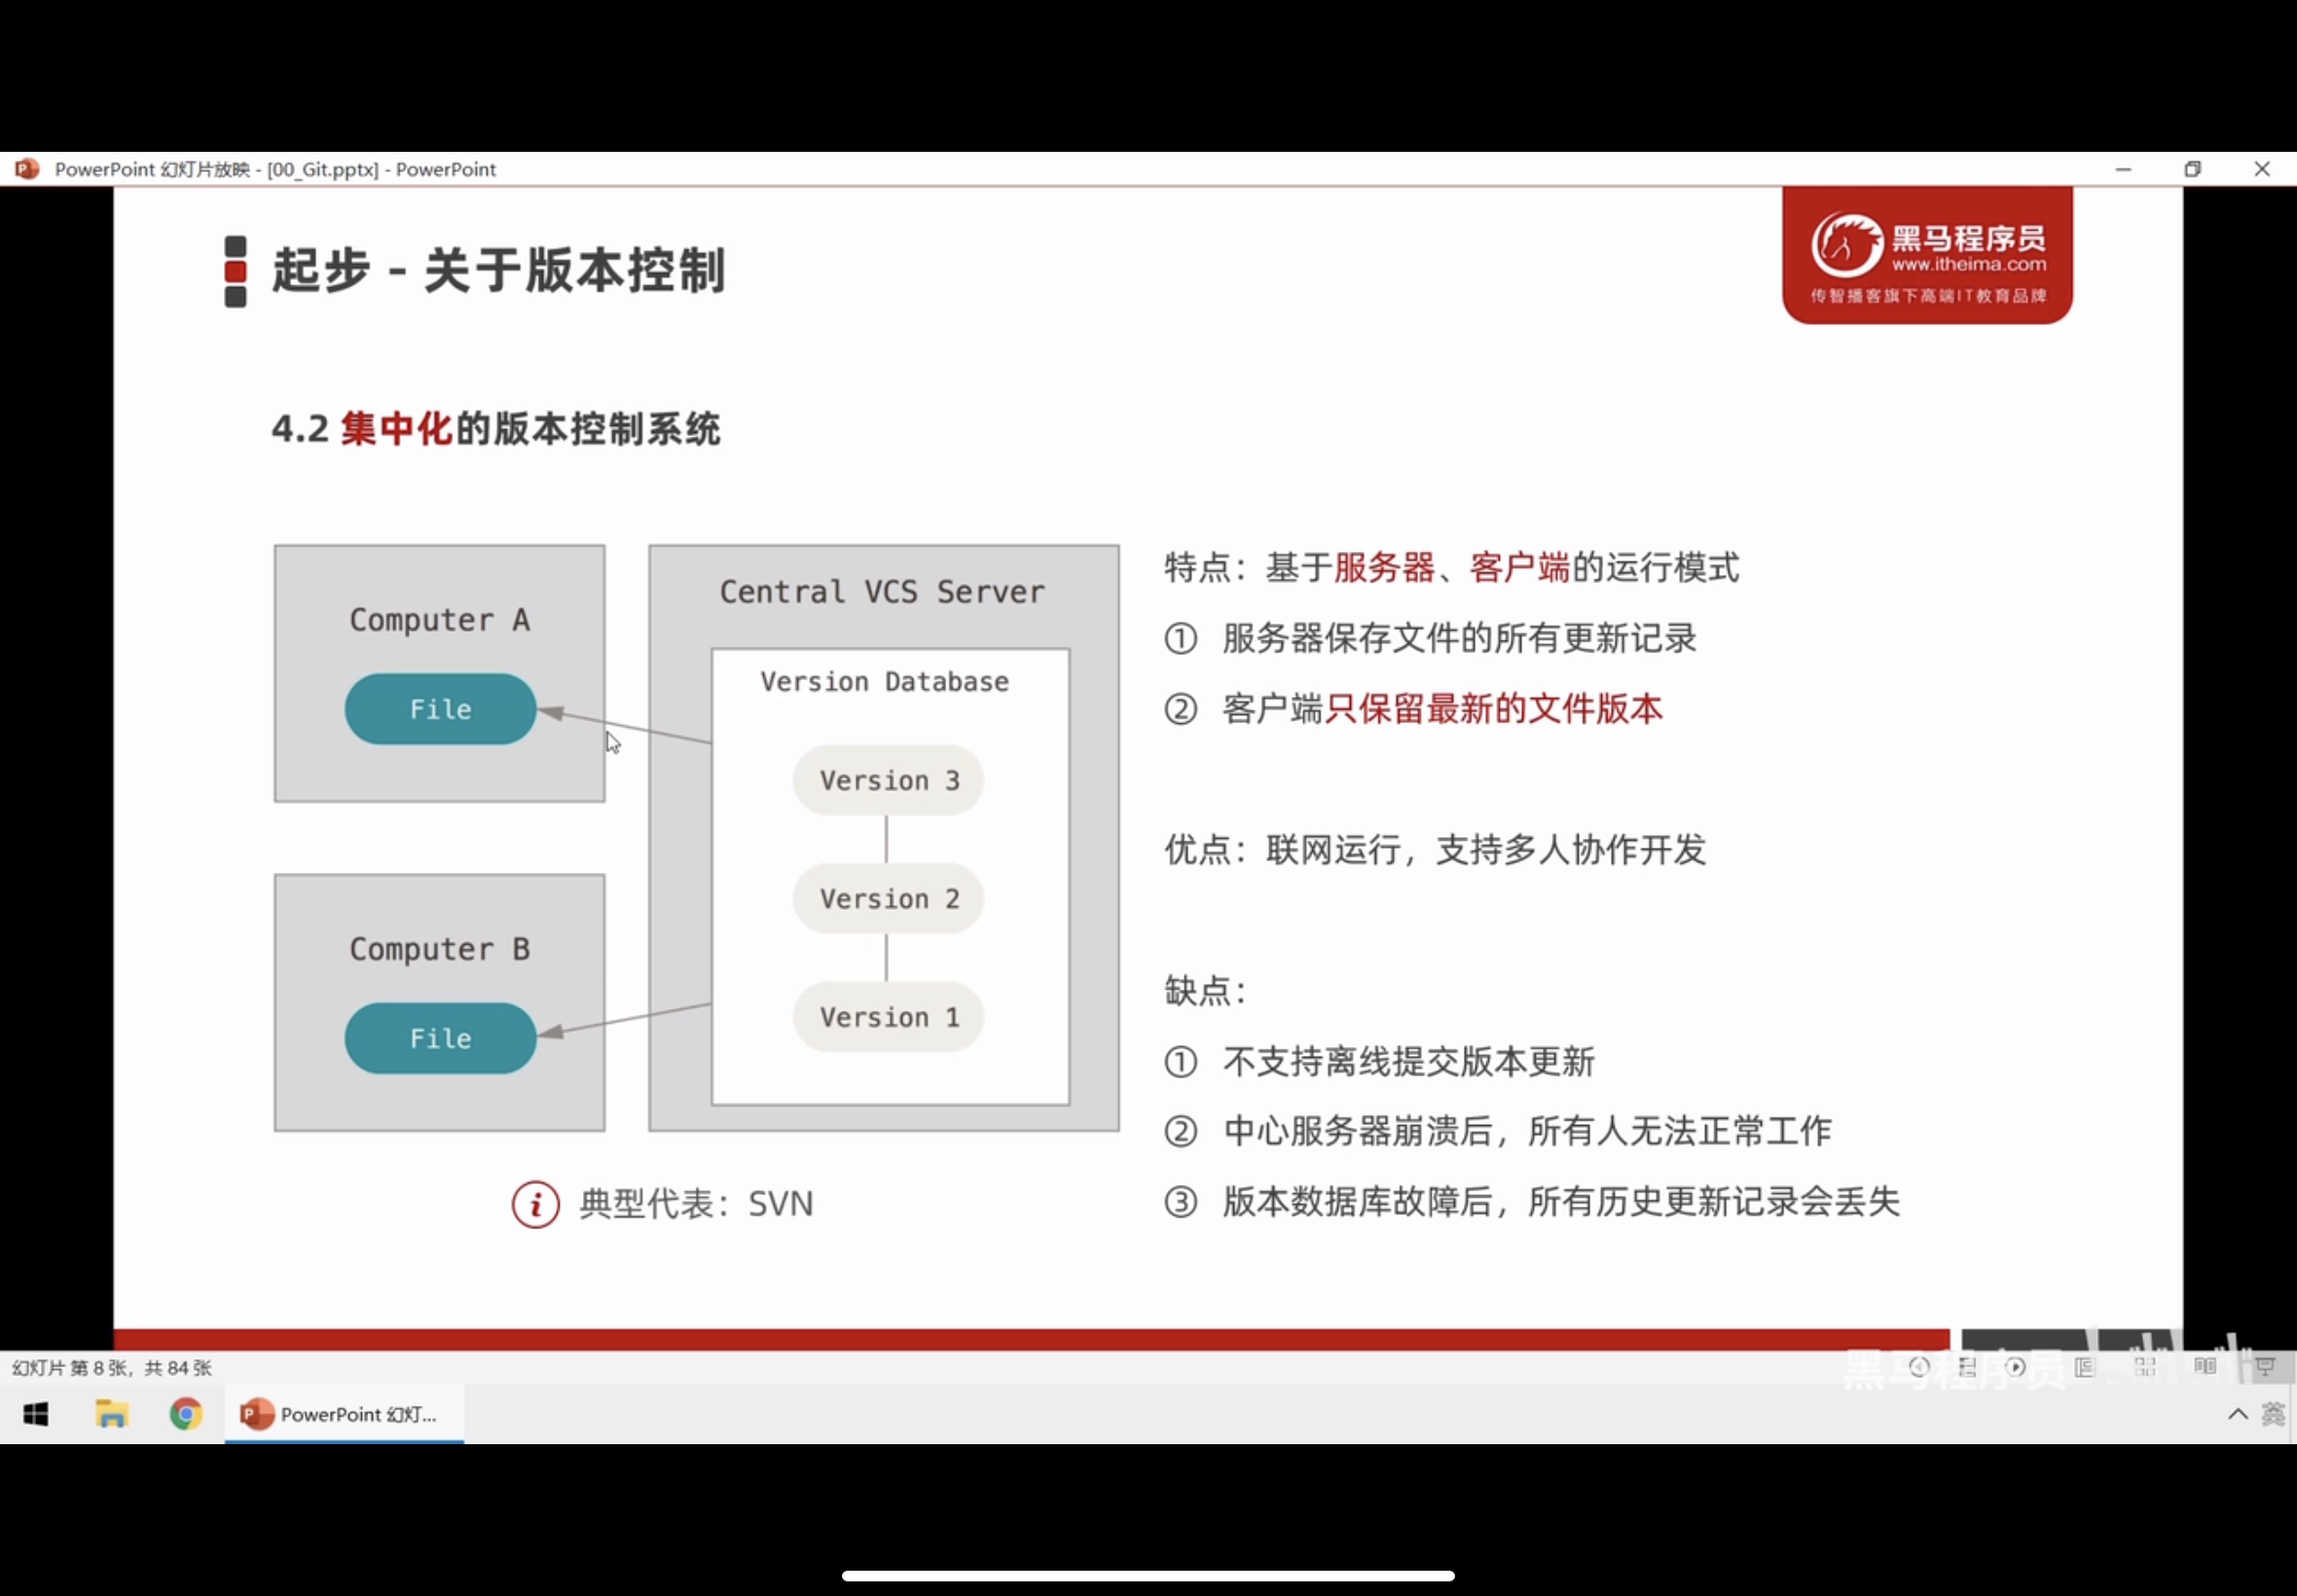 PowerPoint 幻灯片放映 - [00_Git.pptx] - PowerPoint
起步 - 关于版本控制
黑马程序员
www.itheima.com
传智播客旗下高端IT教育品牌
4.2 集中化的版本控制系统
Computer A
File
Computer B
File
Central VCS Server
Version Database
Version 3
Version 2
Version 1
典型代表：SVN
特点：基于服务器、客户端的运行模式
① 服务器保存文件的所有更新记录
② 客户端只保留最新的文件版本
优点：联网运行，支持多人协作开发
缺点：
① 不支持离线提交版本更新
② 中心服务器崩溃后，所有人无法正常工作
③ 版本数据库故障后，所有历史更新记录会丢失
幻灯片 第 8 张，共 84 张
黑马程序员
PowerPoint 幻灯...
英